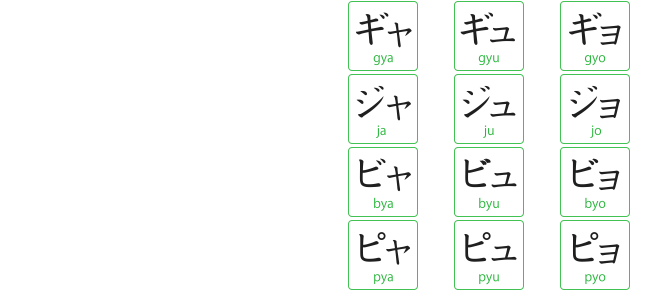 ギャ ギュ ギョ
gya gyu gyo
ジャ ジュ ジョ
ja ju jo
ビャ ビュ ビョ
bya byu byo
ピャ ピュ ピョ
pya pyu pyo